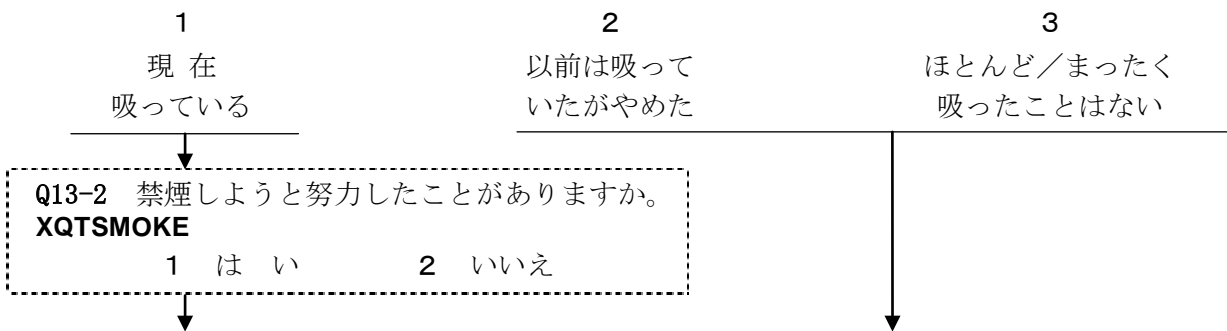 1 2 3
現 在 以前は吸って ほとんど／まったく
吸っている いたがやめた 吸ったことはない
Q13-2 禁煙しようと努力したことがありますか。
XQTSMOKE
1 は い 2 いいえ